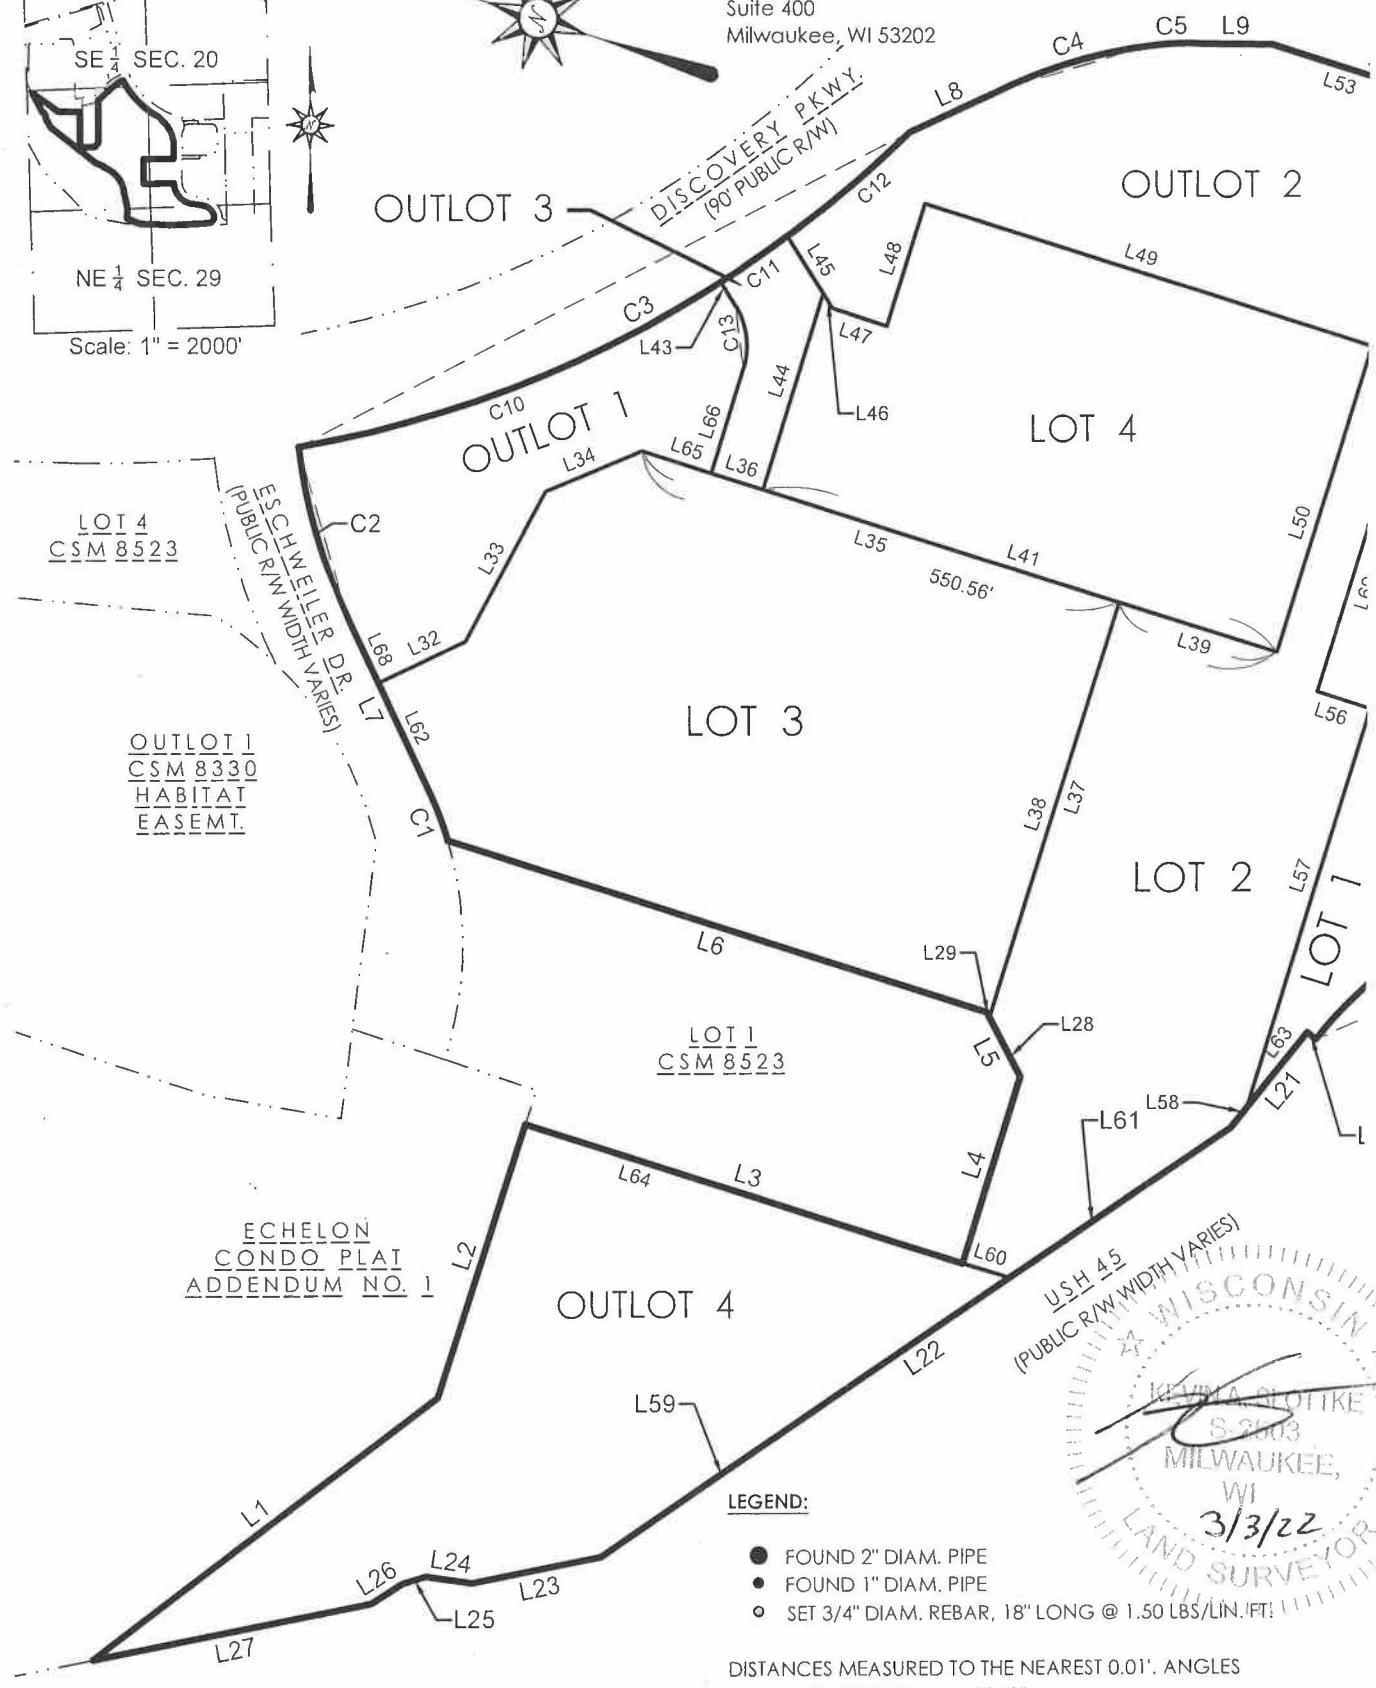 Suite 400
Milwaukee, WI 53202
SE 1/4 SEC. 20
N
N
NE 1/4 SEC. 29
Scale: 1" = 2000'
C5
L9
C4
L53
L8
DISCOVERY PKWY.
(90' PUBLIC R/W)
C12
OUTLOT 2
OUTLOT 3
L45
L48
L49
C11
C3
L43
C13
L47
L44
L46
C10
OUTLOT 1
L66
LOT 4
L34
L65
L36
L50
ESCHWEILER DR.
(PUBLIC R/W WIDTH VARIES)
C2
LOT 4
CSM 8523
L33
L35
L41
550.56'
L68
L32
L39
L7
L62
LOT 3
L56
OUTLOT 1
CSM 8330
HABITAT
EASEMT.
C1
L38
L37
LOT 2
L57
LOT 1
L6
L29
LOT 1
CSM 8523
L28
L5
L63
L21
L58
L61
L64
L3
L4
ECHELON
CONDO PLAT
ADDENDUM NO. 1
L2
L60
OUTLOT 4
USH 45
(PUBLIC R/W WIDTH VARIES)
L22
L59
WISCONSIN
KEVIN A. SLOTTKE
S-2503
MILWAUKEE,
WI
3/3/22
LAND SURVEYOR
L1
LEGEND:
FOUND 2" DIAM. PIPE
FOUND 1" DIAM. PIPE
SET 3/4" DIAM. REBAR, 18" LONG @ 1.50 LBS/LIN. FT.
L26
L24
L23
L25
L27
DISTANCES MEASURED TO THE NEAREST 0.01'. ANGLES